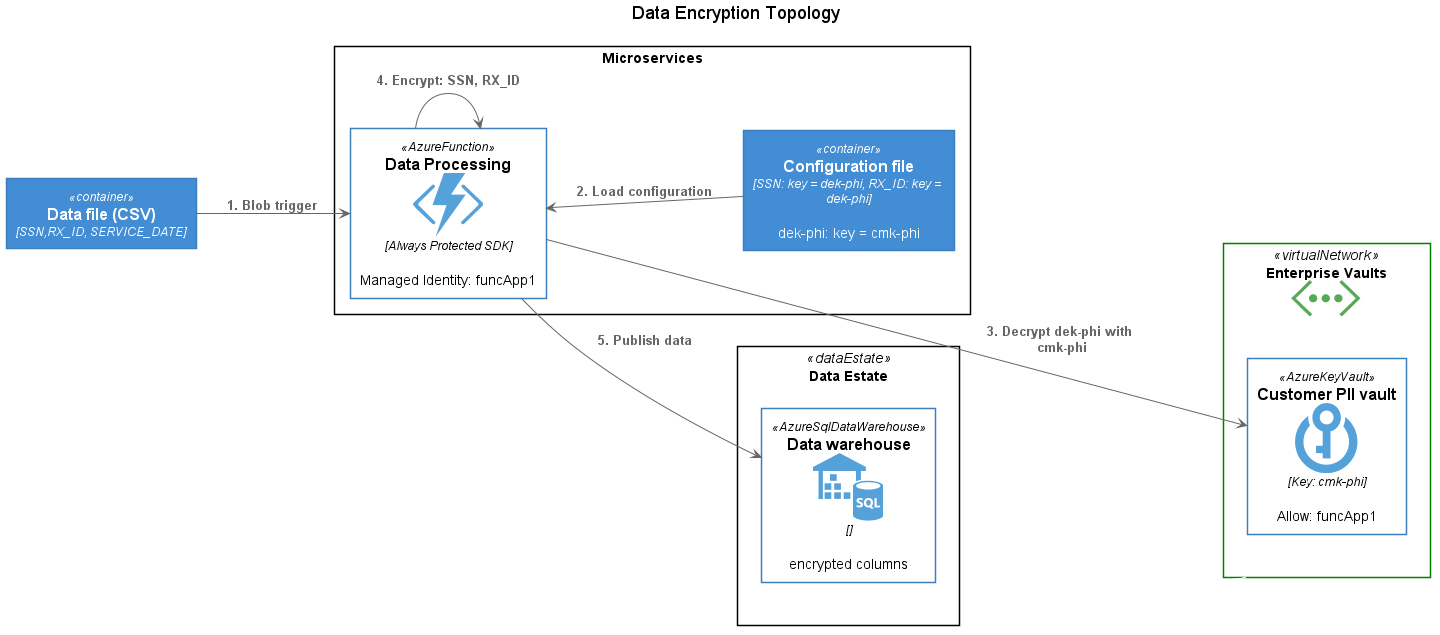 Data Encryption Topology
Microservices
4. Encrypt: SSN, RX_ID
«AzureFunction»
Data Processing
[Always Protected SDK]
Managed Identity: funcApp1
«container»
Configuration file
[SSN: key = dek-phi, RX_ID: key =
dek-phi]
dek-phi: key = cmk-phi
2. Load configuration
«container»
Data file (CSV)
[SSN,RX_ID, SERVICE_DATE]
1. Blob trigger
«virtualNetwork»
Enterprise Vaults
3. Decrypt dek-phi with
cmk-phi
5. Publish data
«dataEstate»
Data Estate
«AzureSqlDataWarehouse»
Data warehouse
SQL
[]
encrypted columns
«AzureKeyVault»
Customer PII vault
[Key: cmk-phi]
Allow: funcApp1